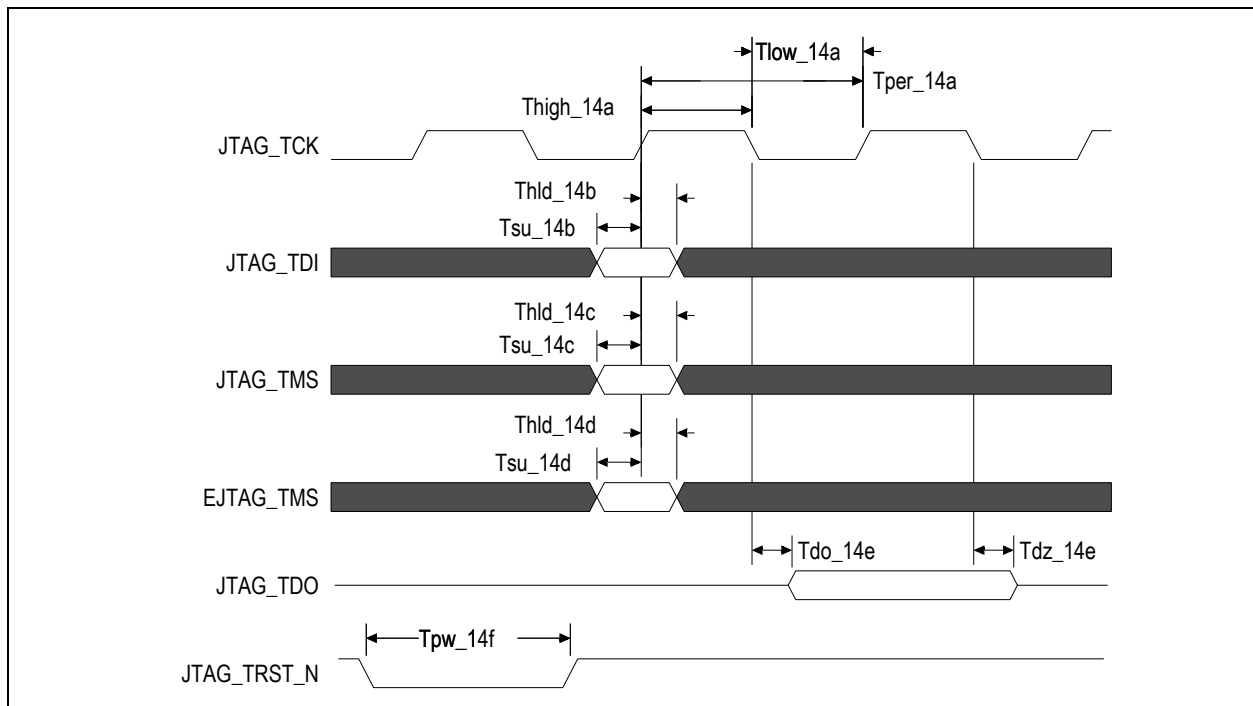 Tlow_14a
Tper_14a
Thigh_14a
JTAG_TCK
Thld_14b
Tsu_14b
JTAG_TDI
Thld_14c
Tsu_14c
JTAG_TMS
Thld_14d
Tsu_14d
EJTAG_TMS
Tdo_14e
Tdz_14e
JTAG_TDO
Tpw_14f
JTAG_TRST_N